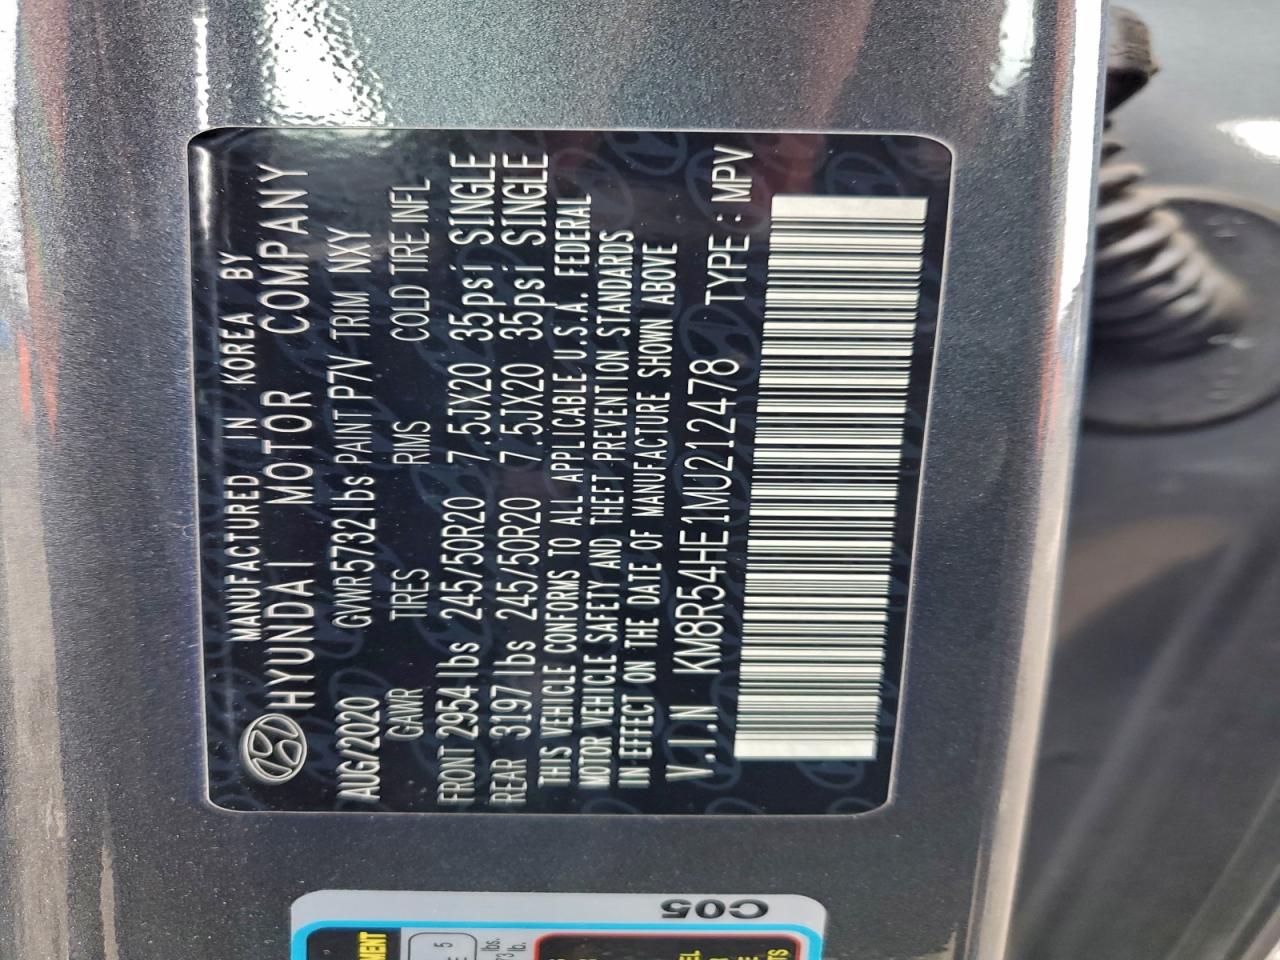 MANUFACTURED IN KOREA BY
HYUNDAI MOTOR COMPANY
AUG/2020 GVWR5732lbs PAINT P7V TRIM NXY
GAWR TIRES RIMS COLD TIRE INFL
FRONT 2954 lbs 245/50R20 7.5JX20 35psi SINGLE
REAR 3197 lbs 245/50R20 7.5JX20 35psi SINGLE
THIS VEHICLE CONFORMS TO ALL APPLICABLE U.S.A. FEDERAL
MOTOR VEHICLE SAFETY AND THEFT PREVENTION STANDARDS
IN EFFECT ON THE DATE OF MANUFACTURE SHOWN ABOVE
V.I.N KM8R54HE1MU212478 TYPE : MPV
C05